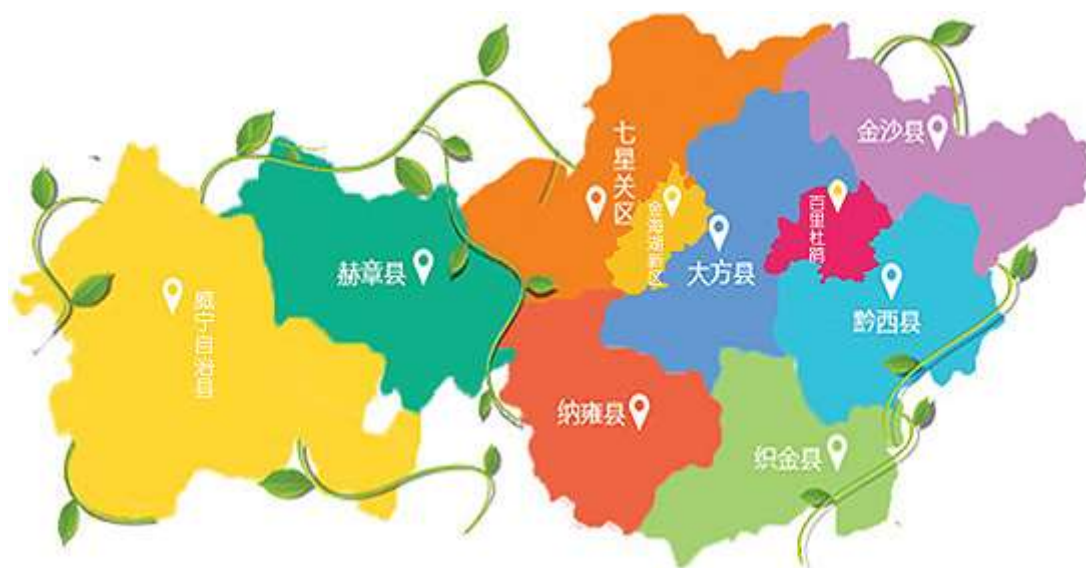 七星关区
金沙县
金海湖新区
百里杜鹃
赫章县
大方县
威宁自治县
黔西县
纳雍县
织金县